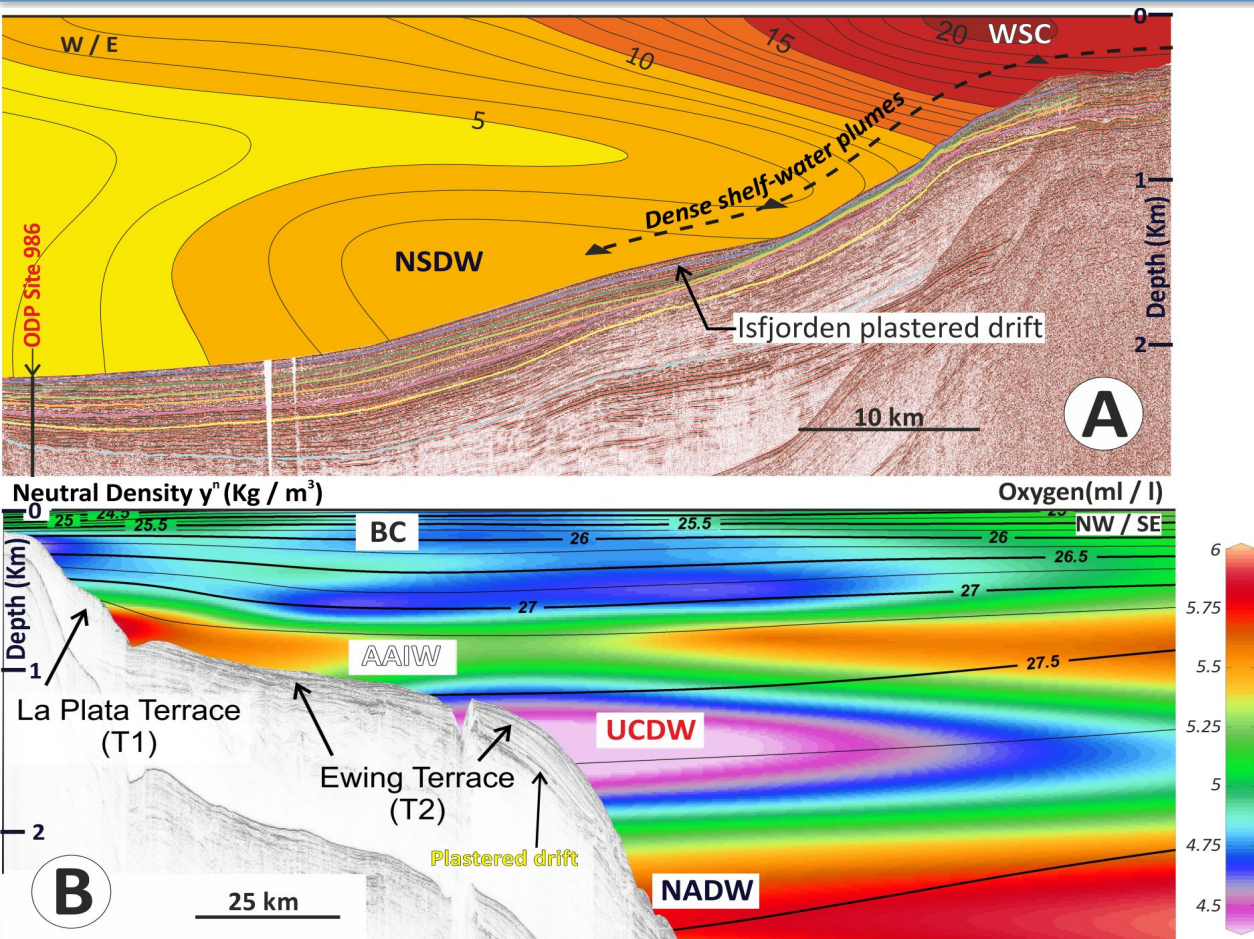 W / E
5
10
15
20
WSC
0
Dense shelf-water plumes
1
Depth (Km)
ODP Site 986
NSDW
Isfjorden plastered drift
2
10 km
A
Neutral Density γⁿ (Kg / m³)
Oxygen(ml / l)
0
25
24.5
25.5
BC
25.5
25
NW / SE
26
26
26.5
27
27
Depth (Km)
AAIW
27.5
1
La Plata Terrace
(T1)
UCDW
Ewing Terrace
(T2)
2
Plastered drift
NADW
B
25 km
6
5.75
5.5
5.25
5
4.75
4.5